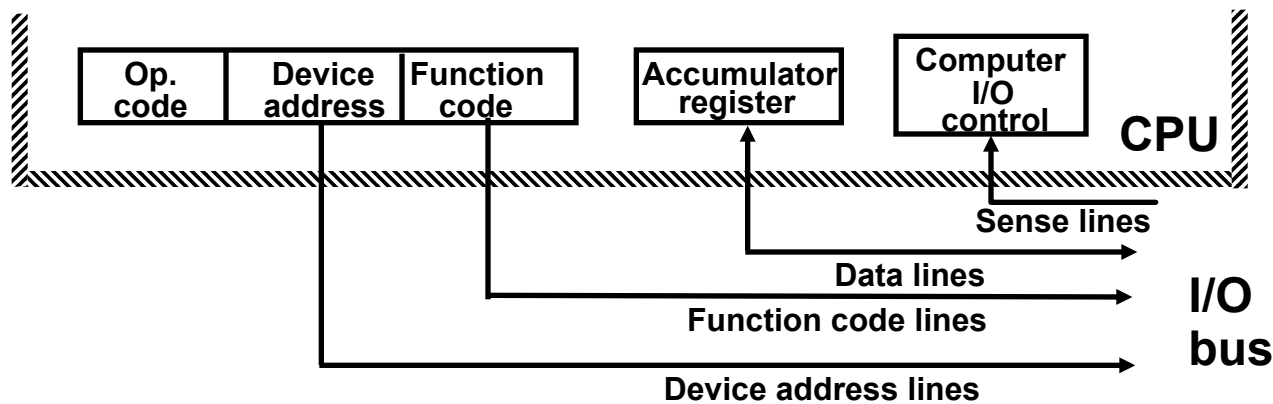 Op.
code
Device
address
Function
code
Accumulator
register
Computer
I/O
control
CPU
Sense lines
Data lines
Function code lines
Device address lines
I/O
bus